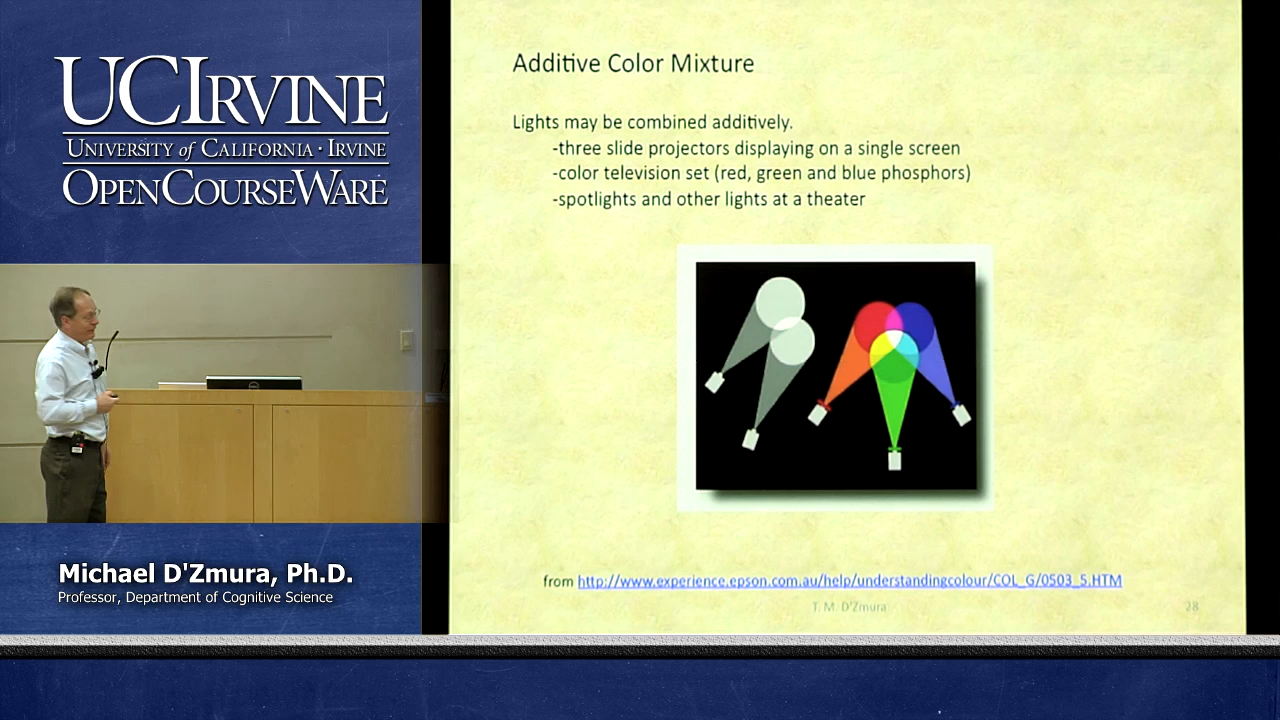 UCIRVINE
UNIVERSITY of CALIFORNIA · IRVINE
OPENCOURSEWARE
Michael D'Zmura, Ph.D.
Professor, Department of Cognitive Science
Additive Color Mixture
Lights may be combined additively.
-three slide projectors displaying on a single screen
-color television set (red, green and blue phosphors)
-spotlights and other lights at a theater
from http://www.experience.epson.com.au/help/understandingcolour/COL_G/0503_5.HTM
T. M. D'Zmura
28